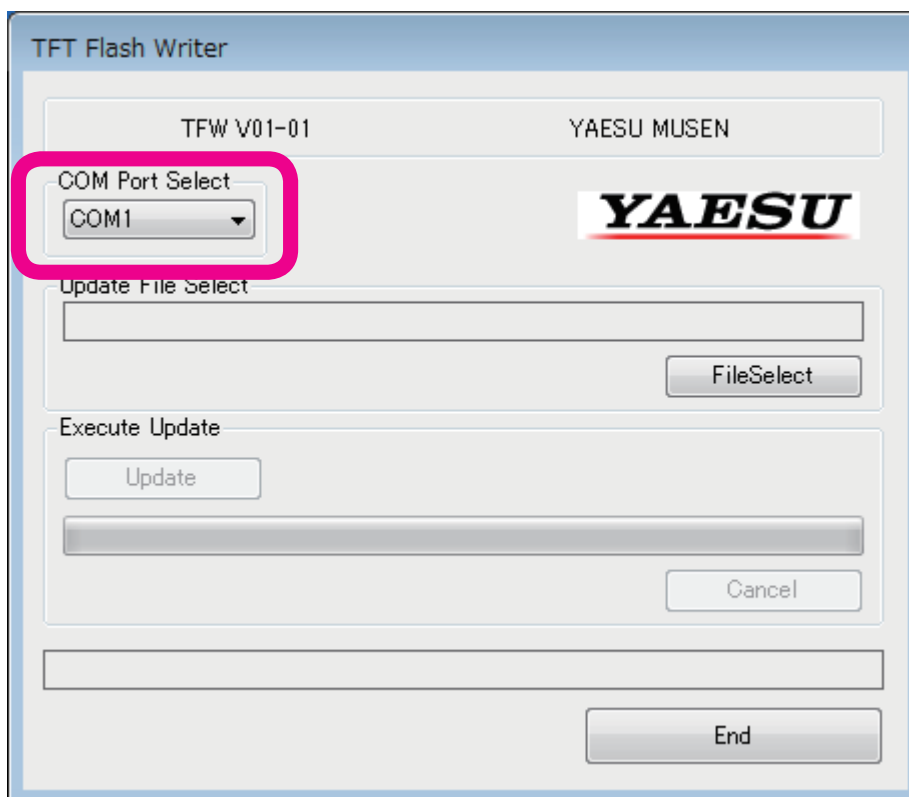 TFT Flash Writer
TFW V01-01 YAESU MUSEN
COM Port Select
COM1
YAESU
Update File Select
FileSelect
Execute Update
Update
Cancel
End